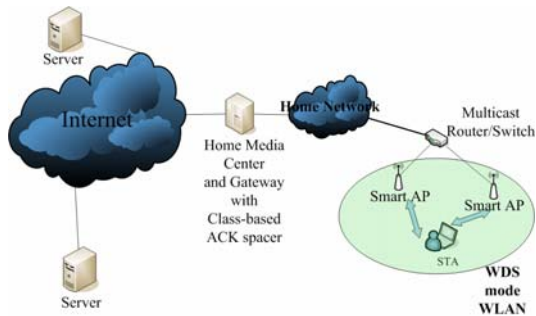 Server
Internet
Home Network
Multicast
Router/Switch
Home Media
Center
and Gateway
with
Class-based
ACK spacer
Smart AP
Smart AP
STA
Server
WDS
mode
WLAN